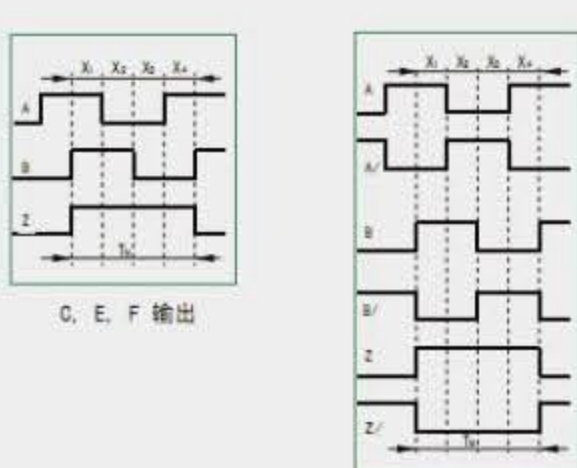 X₁ X₂ X₃ X₄
A
B
Z
C, E, F 输出
X₁ X₂ X₃ X₄
A
A/
B
B/
Z
Z/